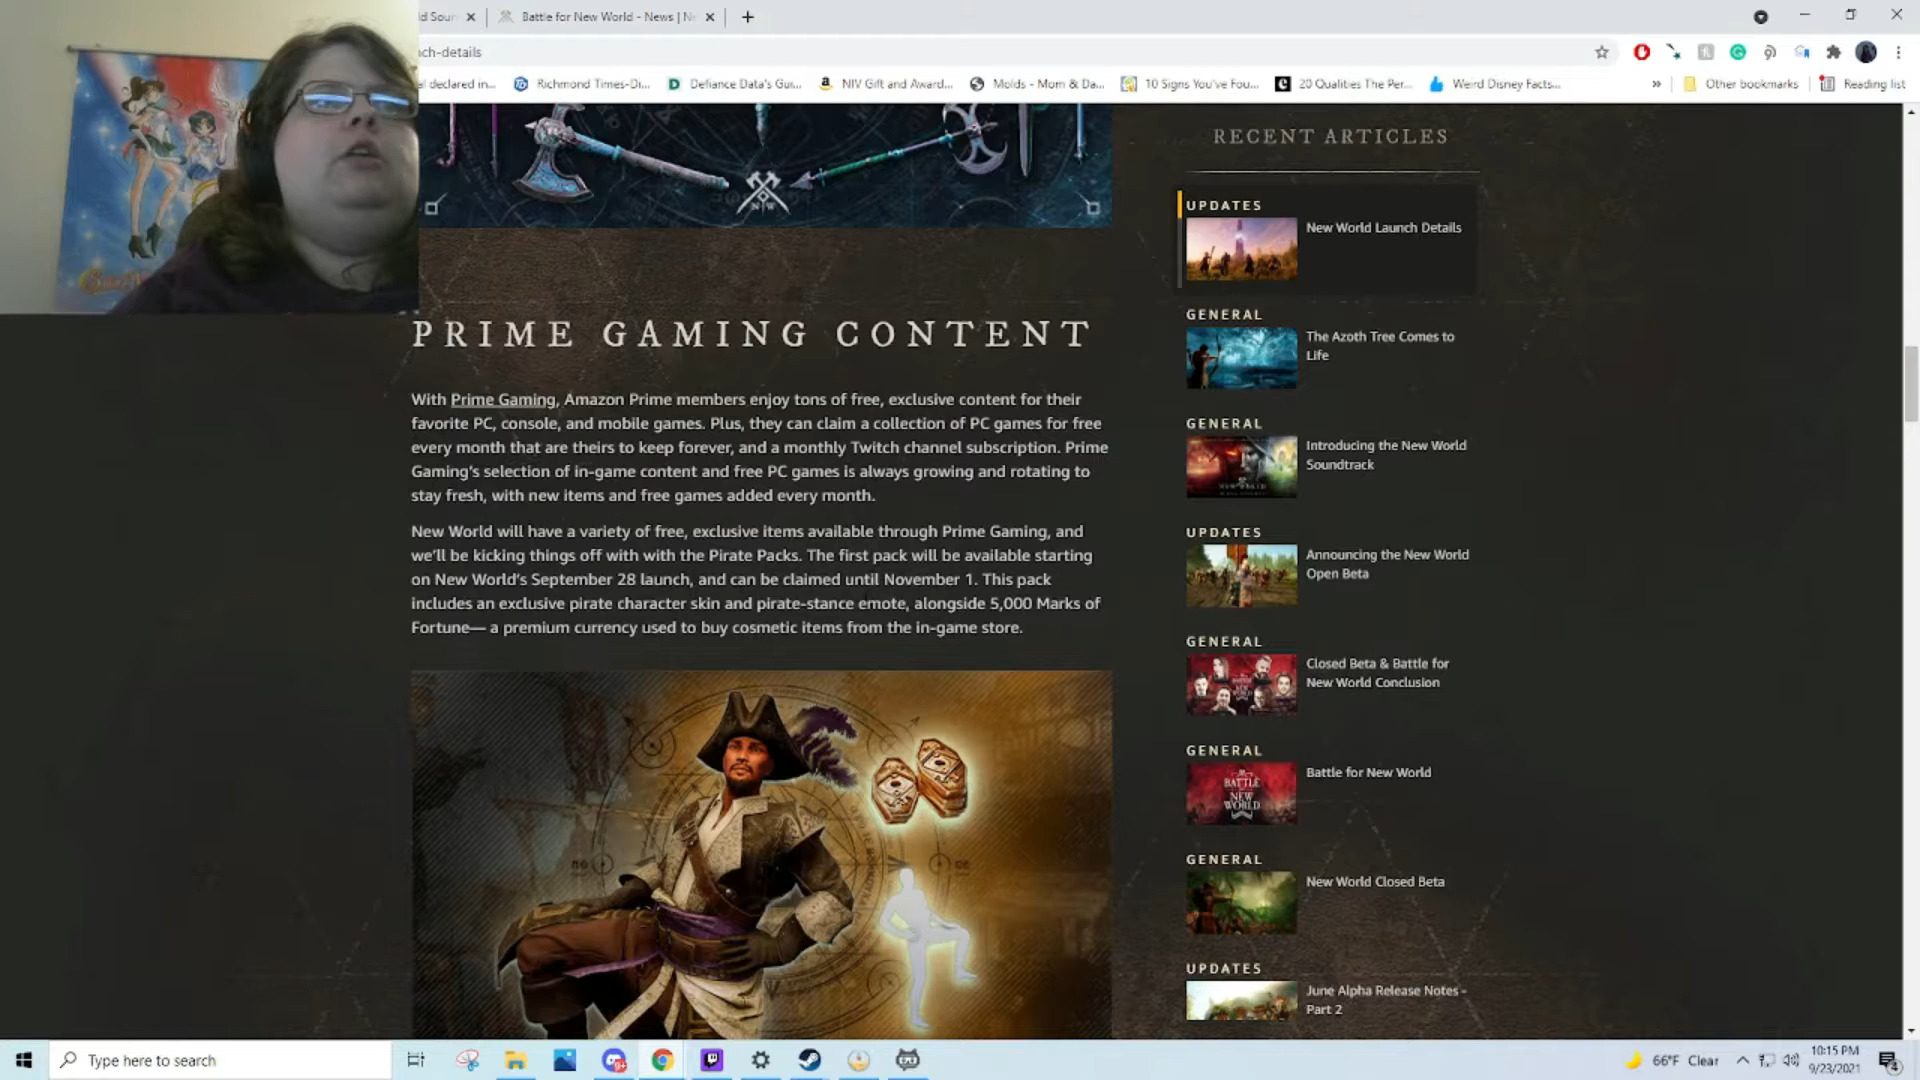 Battle for New World - News | N
ch-details
al declared in...
Richmond Times-Di...
Defiance Data's Gui...
NIV Gift and Award...
Molds - Mom & Da...
10 Signs You've Fou...
20 Qualities The Per...
Weird Disney Facts...
»
Other bookmarks
Reading list
N W
PRIME GAMING CONTENT
With Prime Gaming, Amazon Prime members enjoy tons of free, exclusive content for their
favorite PC, console, and mobile games. Plus, they can claim a collection of PC games for free
every month that are theirs to keep forever, and a monthly Twitch channel subscription. Prime
Gaming's selection of in-game content and free PC games is always growing and rotating to
stay fresh, with new items and free games added every month.
New World will have a variety of free, exclusive items available through Prime Gaming, and
we'll be kicking things off with with the Pirate Packs. The first pack will be available starting
on New World's September 28 launch, and can be claimed until November 1. This pack
includes an exclusive pirate character skin and pirate-stance emote, alongside 5,000 Marks of
Fortune— a premium currency used to buy cosmetic items from the in-game store.
RECENT ARTICLES
UPDATES
New World Launch Details
GENERAL
The Azoth Tree Comes to
Life
GENERAL
Introducing the New World
Soundtrack
UPDATES
Announcing the New World
Open Beta
GENERAL
Closed Beta & Battle for
New World Conclusion
GENERAL
BATTLE
NEW
WORLD
Battle for New World
GENERAL
New World Closed Beta
UPDATES
June Alpha Release Notes -
Part 2
Type here to search
66°F Clear
10:15 PM
9/23/2021
4